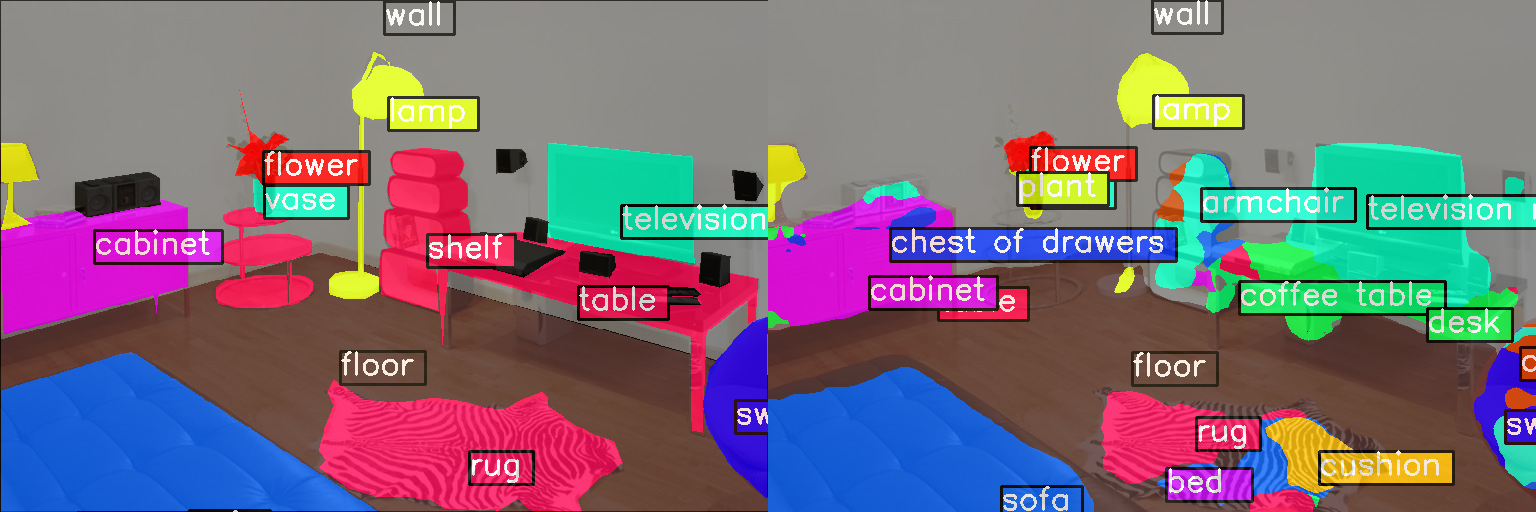 wall
lamp
flower
vase
television
cabinet
shelf
table
floor
sw
rug
wall
lamp
flower
plant
armchair
television
chest of drawers
cabinet
coffee table
desk
floor
rug
cushion
bed
sofa
sw